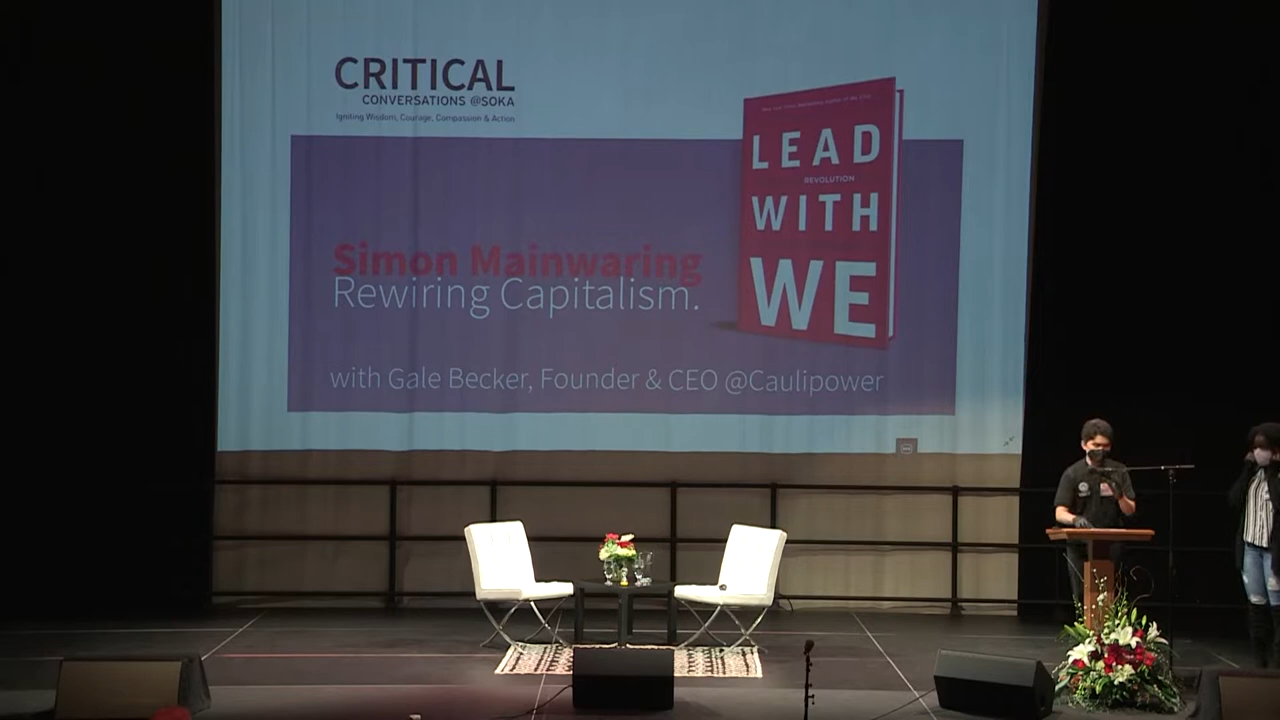 CRITICAL
CONVERSATIONS @SOKA
Igniting Wisdom, Courage, Compassion & Action
LEAD
REVOLUTION
WITH
WE
Simon Mainwaring
Rewiring Capitalism.
with Gale Becker, Founder & CEO @Caulipower